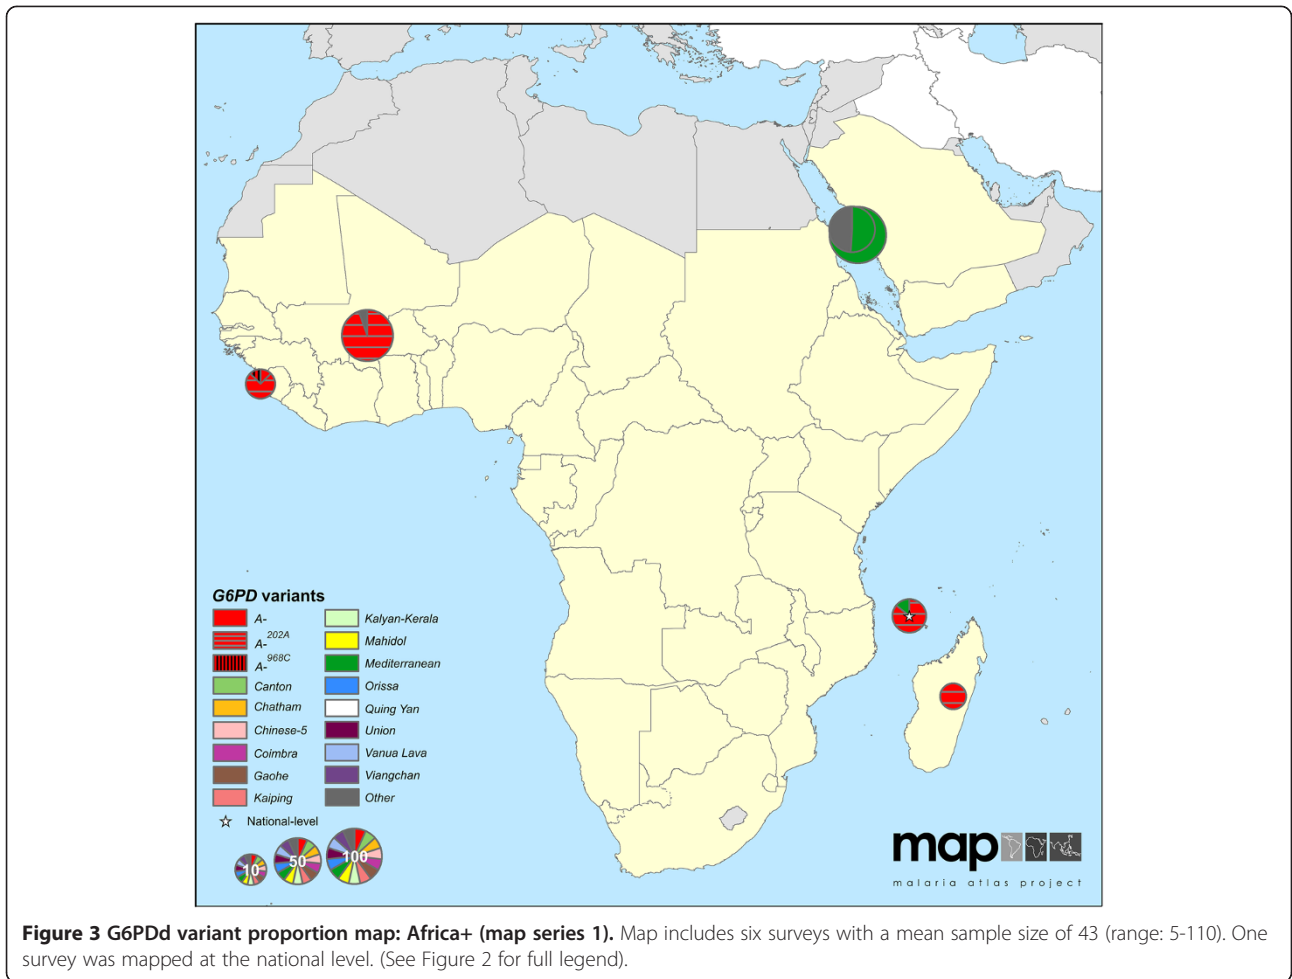 G6PD variants
A-
A-202A
A-968C
Canton
Chatham
Chinese-5
Coimbra
Gaohe
Kaiping
Kalyan-Kerala
Mahidol
Mediterranean
Orissa
Quing Yan
Union
Vanua Lava
Viangchan
Other
National-level
10
50
100
map
malaria atlas project
Figure 3 G6PDd variant proportion map: Africa+ (map series 1). Map includes six surveys with a mean sample size of 43 (range: 5-110). One
survey was mapped at the national level. (See Figure 2 for full legend).